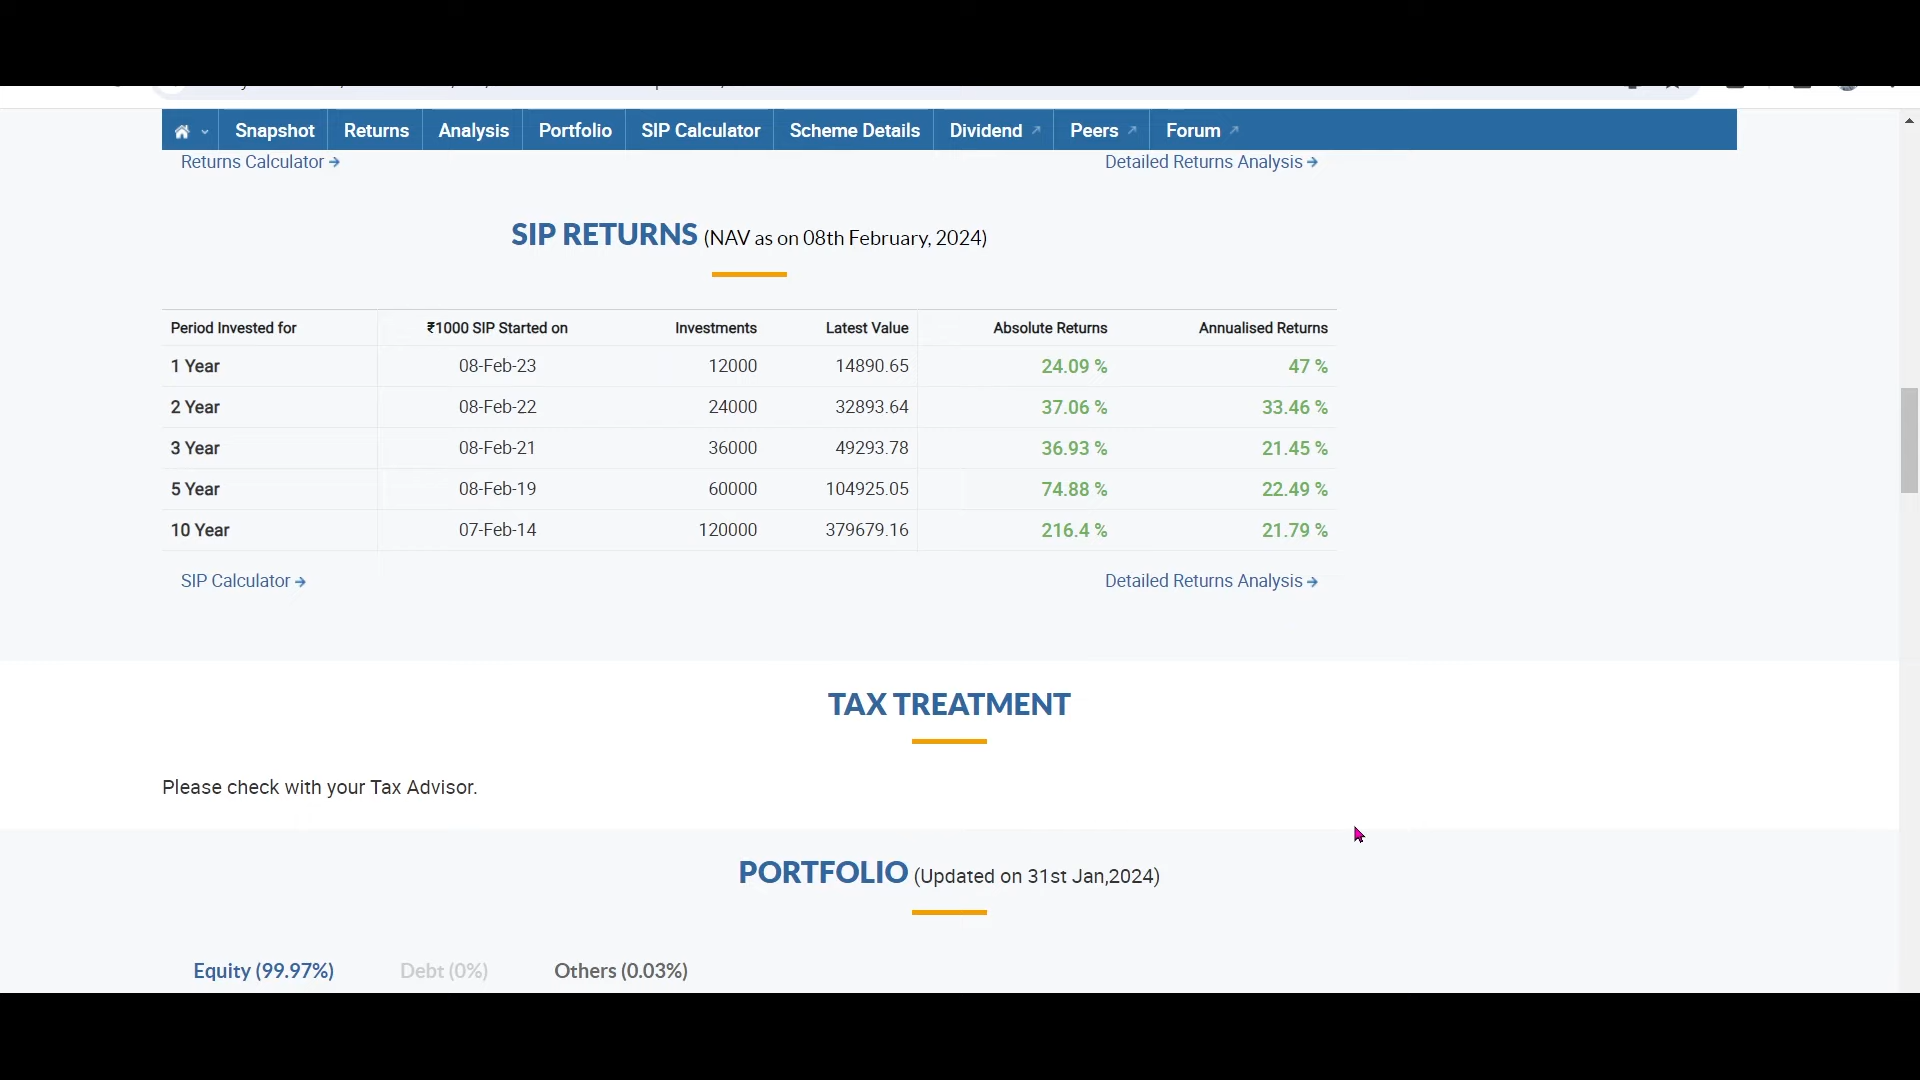 Snapshot Returns Analysis Portfolio SIP Calculator Scheme Details Dividend Peers Forum
Returns Calculator Detailed Returns Analysis
SIP RETURNS (NAV as on 08th February, 2024)
Period Invested for ₹1000 SIP Started on Investments Latest Value Absolute Returns Annualised Returns
1 Year 08-Feb-23 12000 14890.65 24.09 % 47 %
2 Year 08-Feb-22 24000 32893.64 37.06 % 33.46 %
3 Year 08-Feb-21 36000 49293.78 36.93 % 21.45 %
5 Year 08-Feb-19 60000 104925.05 74.88 % 22.49 %
10 Year 07-Feb-14 120000 379679.16 216.4 % 21.79 %
SIP Calculator Detailed Returns Analysis
TAX TREATMENT
Please check with your Tax Advisor.
PORTFOLIO (Updated on 31st Jan,2024)
Equity (99.97%) Debt (0%) Others (0.03%)